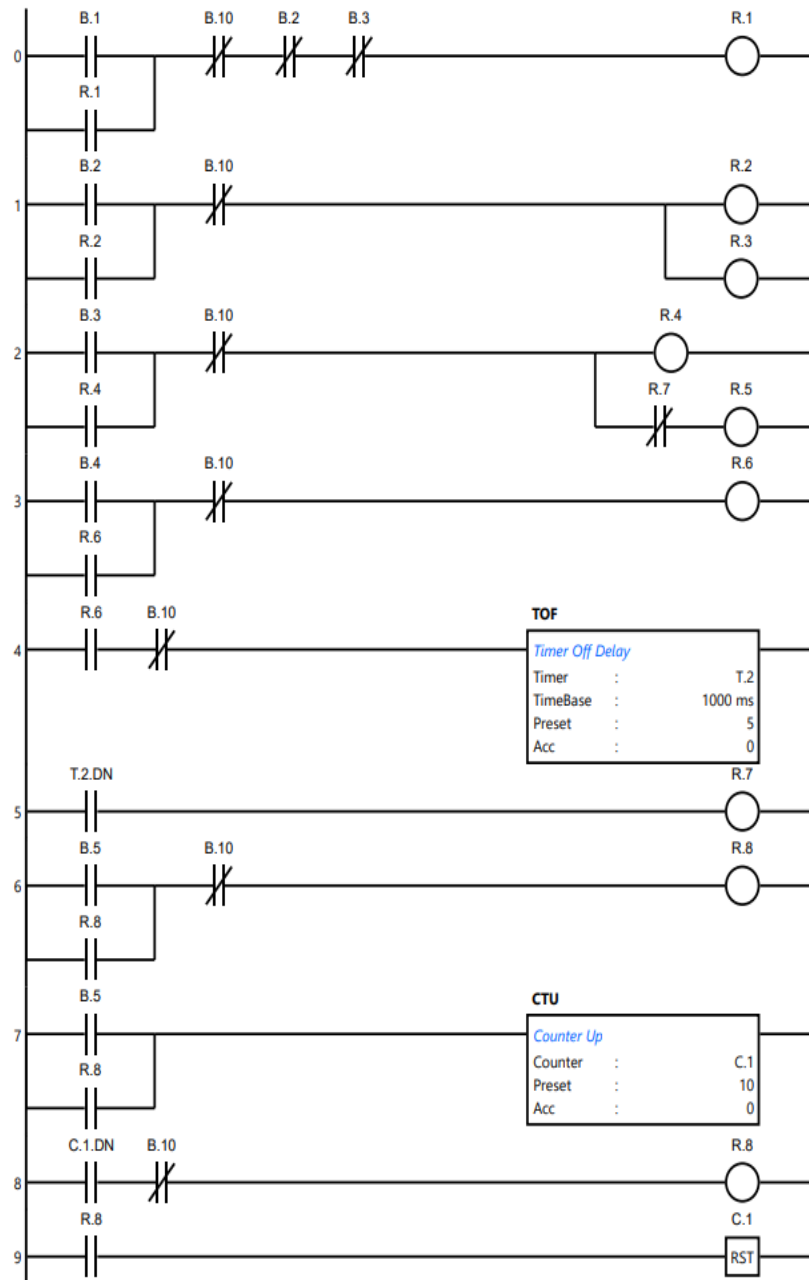 B.1 B.10 B.2 B.3 R.1
0
R.1
B.2 B.10 R.2
1
R.2 R.3
B.3 B.10 R.4
2
R.4 R.7 R.5
B.4 B.10 R.6
3
R.6
R.6 B.10 TOF
4
Timer Off Delay
Timer : T.2
TimeBase : 1000 ms
Preset : 5
Acc : 0
T.2.DN R.7
5
B.5 B.10 R.8
6
R.8
B.5 CTU
7
Counter Up
Counter : C.1
R.8
Preset : 10
Acc : 0
C.1.DN B.10 R.8
8
R.8 C.1
9 RST